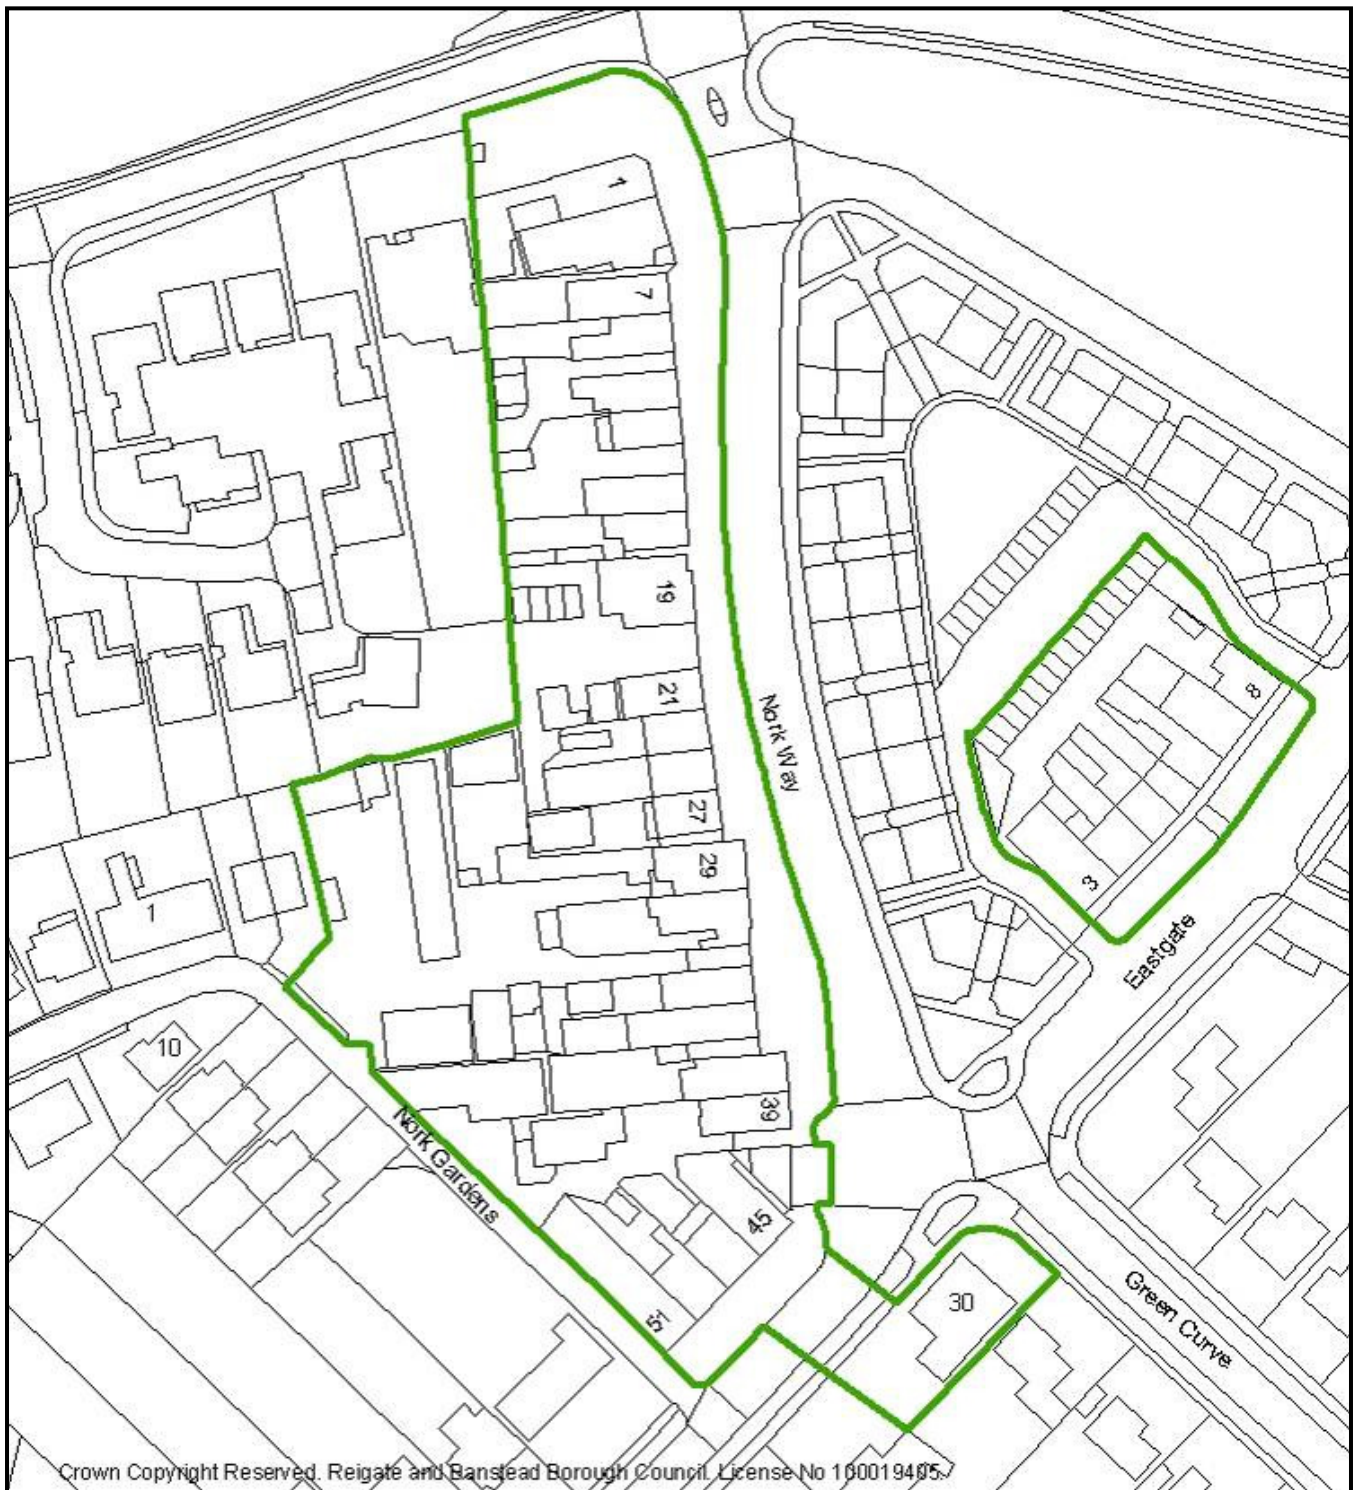 1
7
19
21
Nork Way
8
27
29
3
1
Eastgate
10
39
Nork Gardens
45
30
Green Curve
Crown Copyright Reserved. Reigate and Banstead Borough Council. License No 100019405.